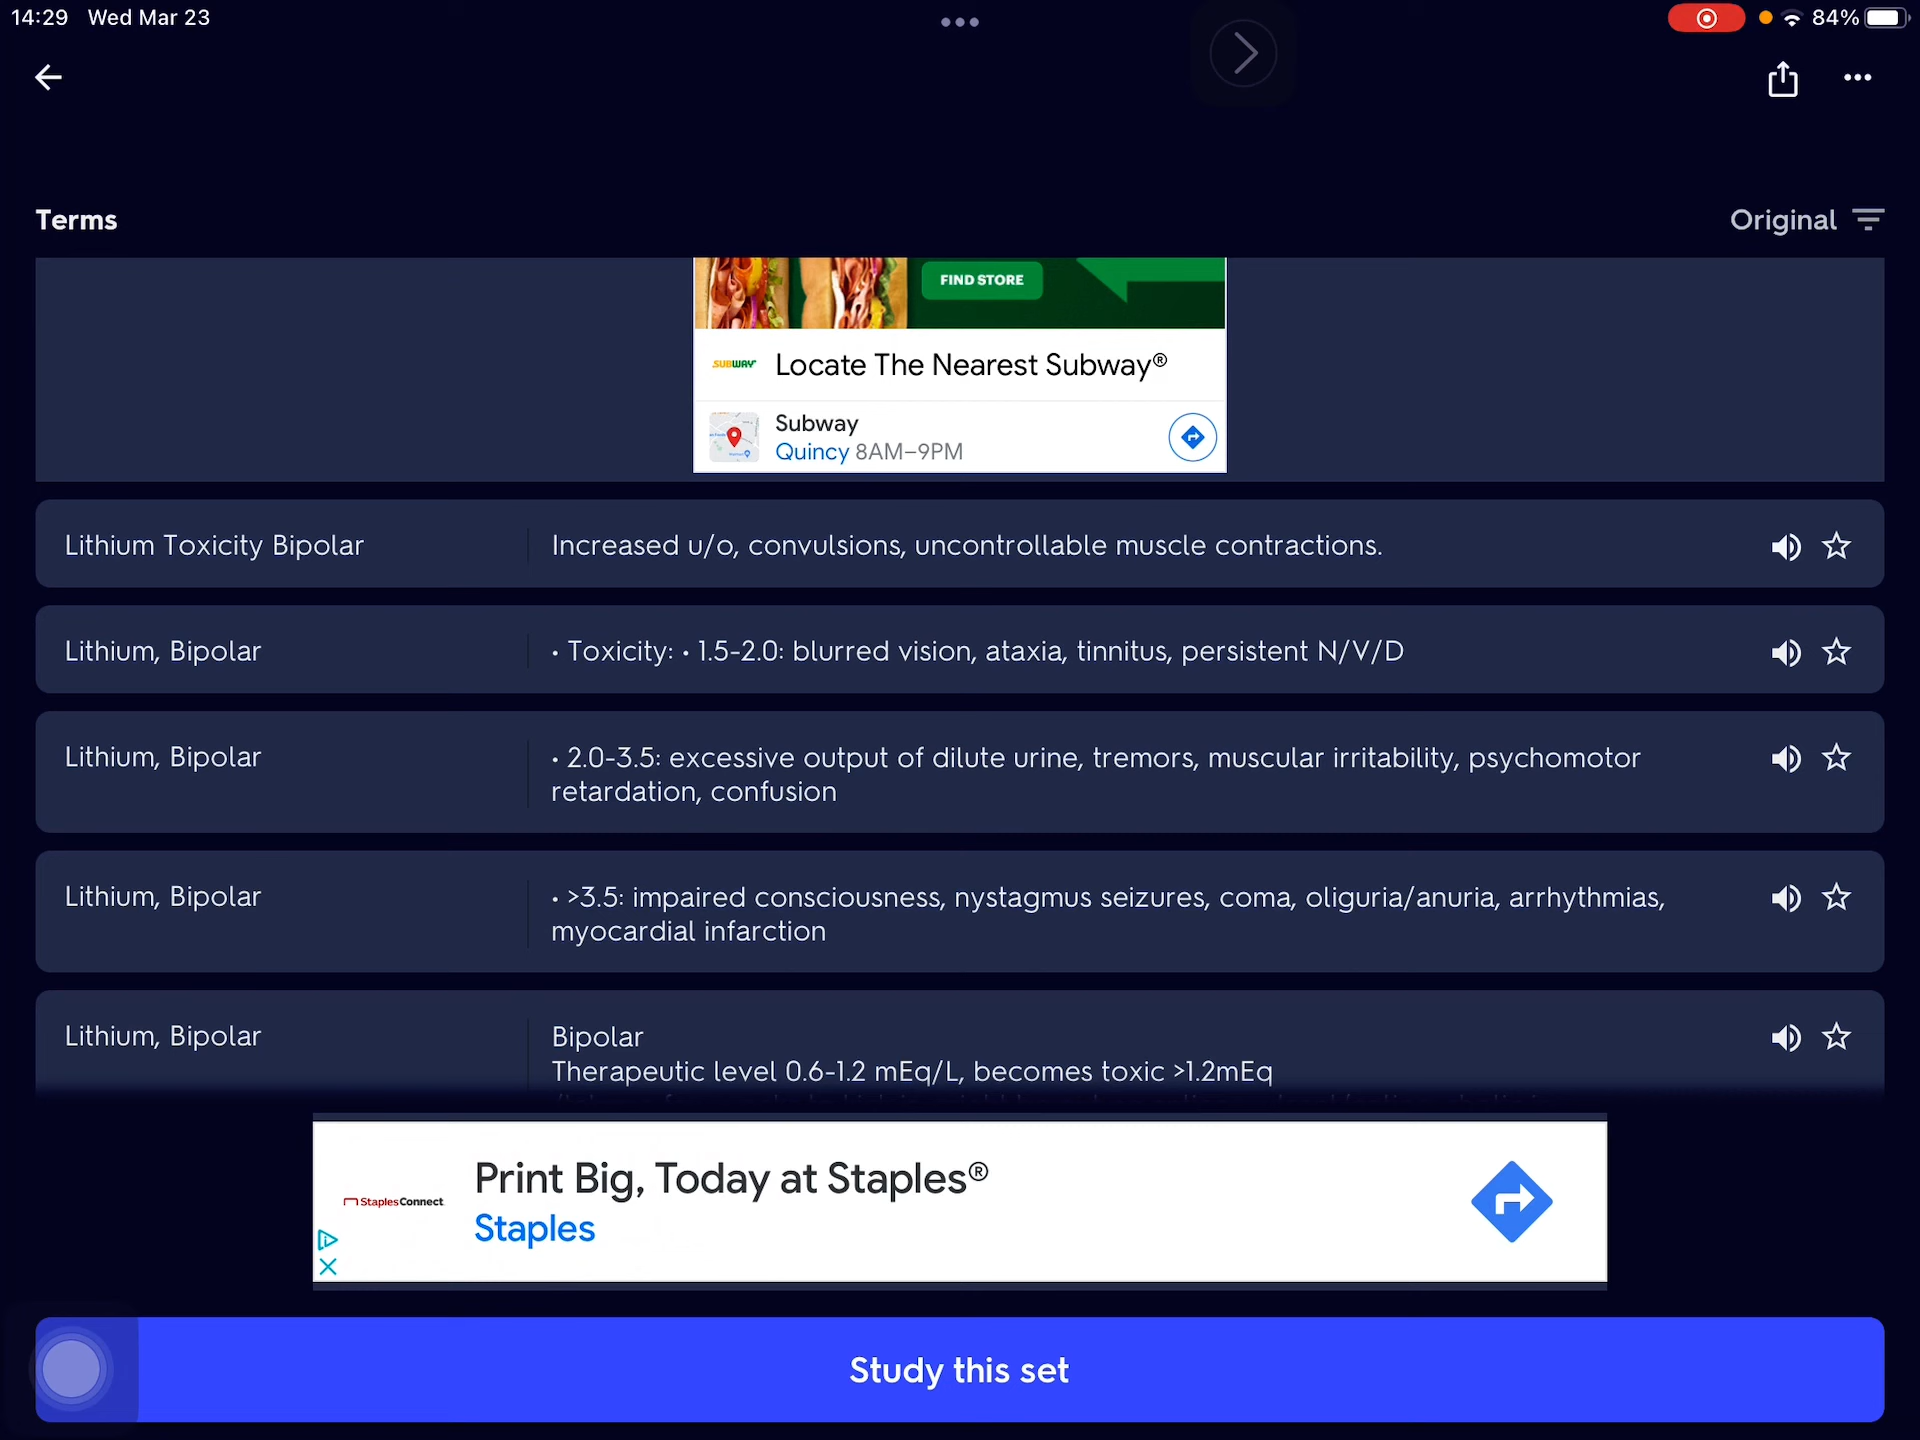 14:29 Wed Mar 23
84%
Terms
Original
FIND STORE
SUBWAY
Locate The Nearest Subway®
Subway
Quincy 8AM–9PM
Lithium Toxicity Bipolar
Increased u/o, convulsions, uncontrollable muscle contractions.
Lithium, Bipolar
• Toxicity: • 1.5-2.0: blurred vision, ataxia, tinnitus, persistent N/V/D
Lithium, Bipolar
• 2.0-3.5: excessive output of dilute urine, tremors, muscular irritability, psychomotor
retardation, confusion
Lithium, Bipolar
• >3.5: impaired consciousness, nystagmus seizures, coma, oliguria/anuria, arrhythmias,
myocardial infarction
Lithium, Bipolar
Bipolar
Therapeutic level 0.6-1.2 mEq/L, becomes toxic >1.2mEq
StaplesConnect
Print Big, Today at Staples®
Staples
Study this set